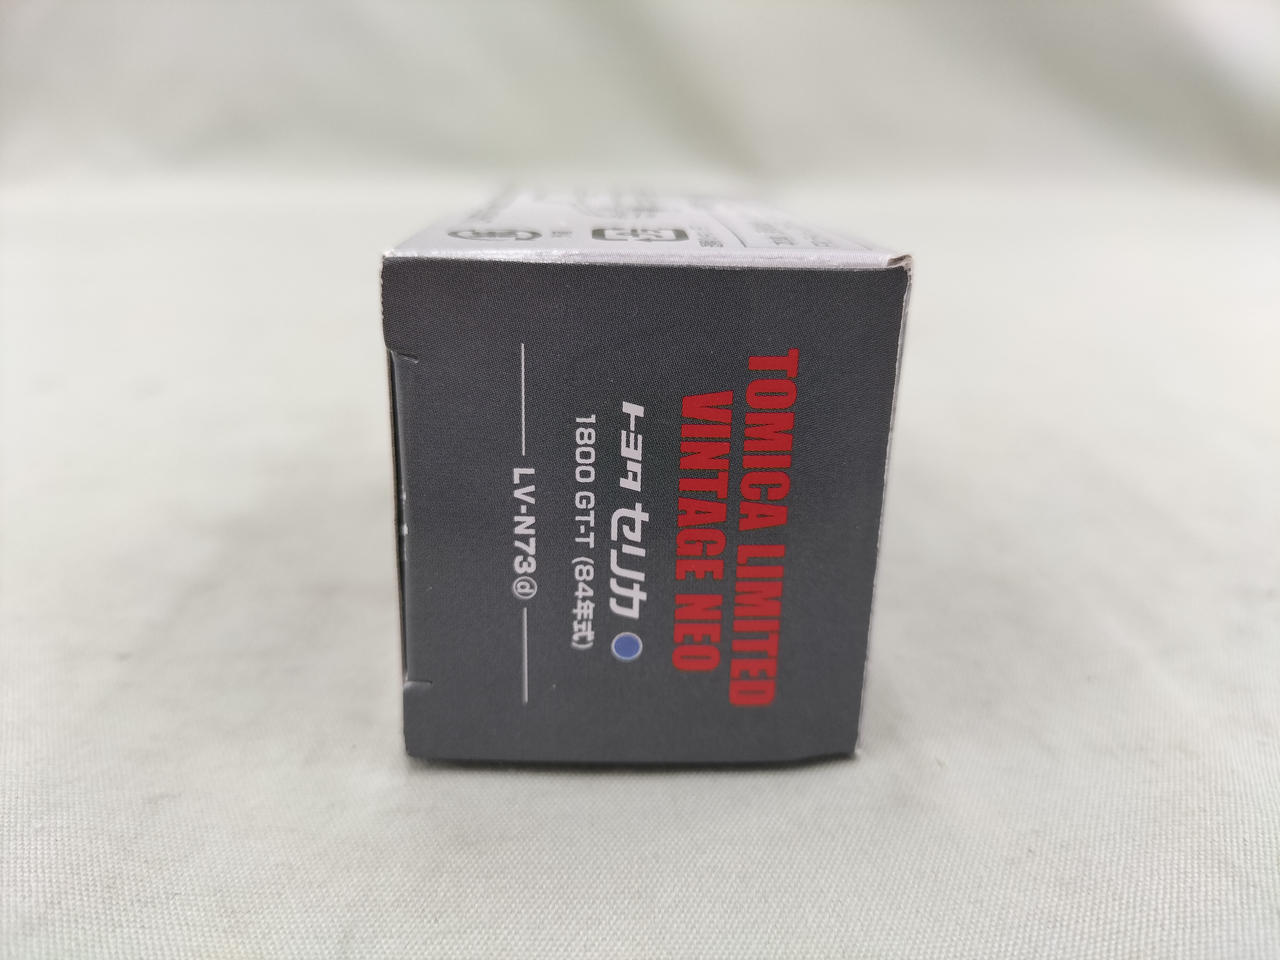 TOMICA LIMITED
VINTAGE NEO
トヨタ セリカ
1800 GT-T (84年式)
LV-N73ⓓ